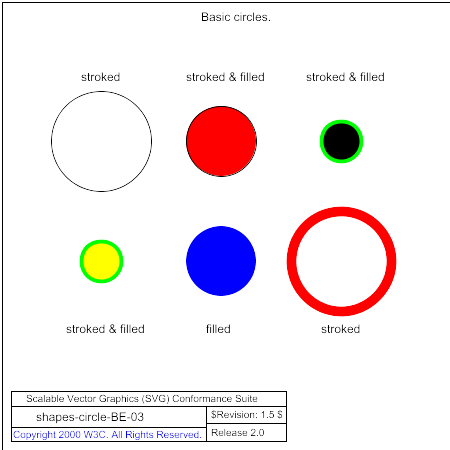 Basic circles.
stroked
stroked & filled
stroked & filled
stroked & filled
filled
stroked
Scalable Vector Graphics (SVG) Conformance Suite
shapes-circle-BE-03
$Revision: 1.5 $
Copyright 2000 W3C. All Rights Reserved.
Release 2.0